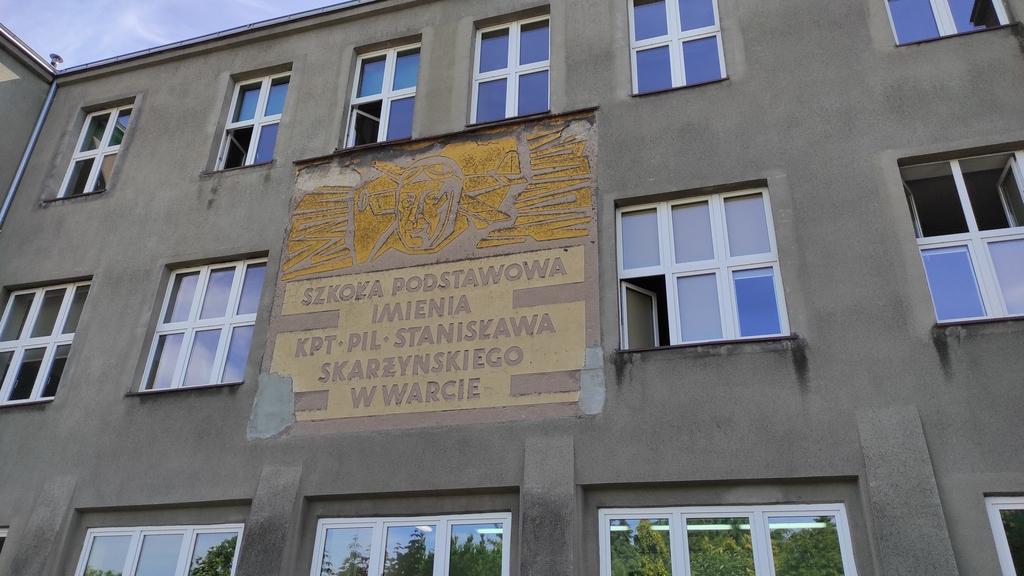 SZKOŁA PODSTAWOWA
IMIENIA
KPT·PIL·STANISŁAWA
SKARŻYŃSKIEGO
W WARCIE